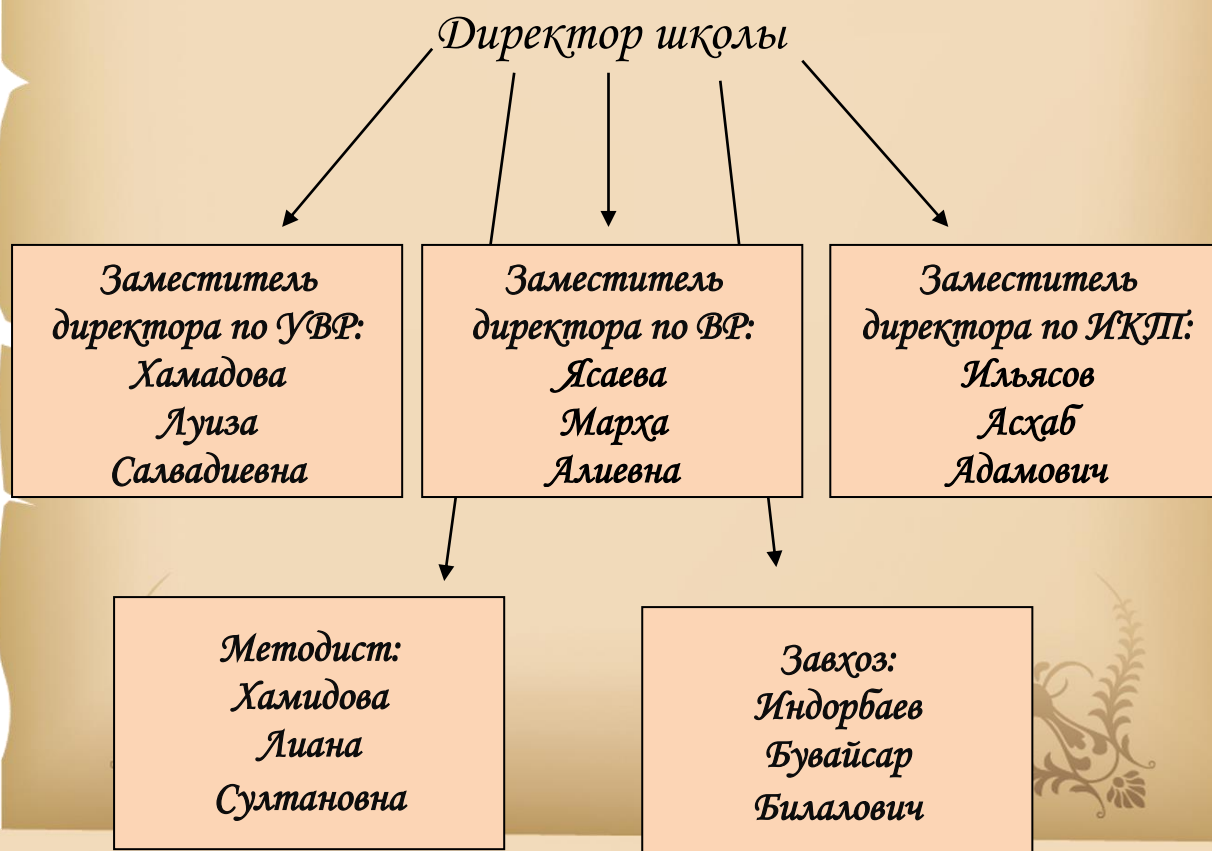 Директор школы
Заместитель
директора по УВР:
Хамадова
Луиза
Салвадиевна
Заместитель
директора по ВР:
Ясаева
Марха
Алиевна
Заместитель
директора по ИКТ:
Ильясов
Асхаб
Адамович
Методист:
Хамидова
Лиана
Султановна
Завхоз:
Индорбаев
Бувайсар
Билалович